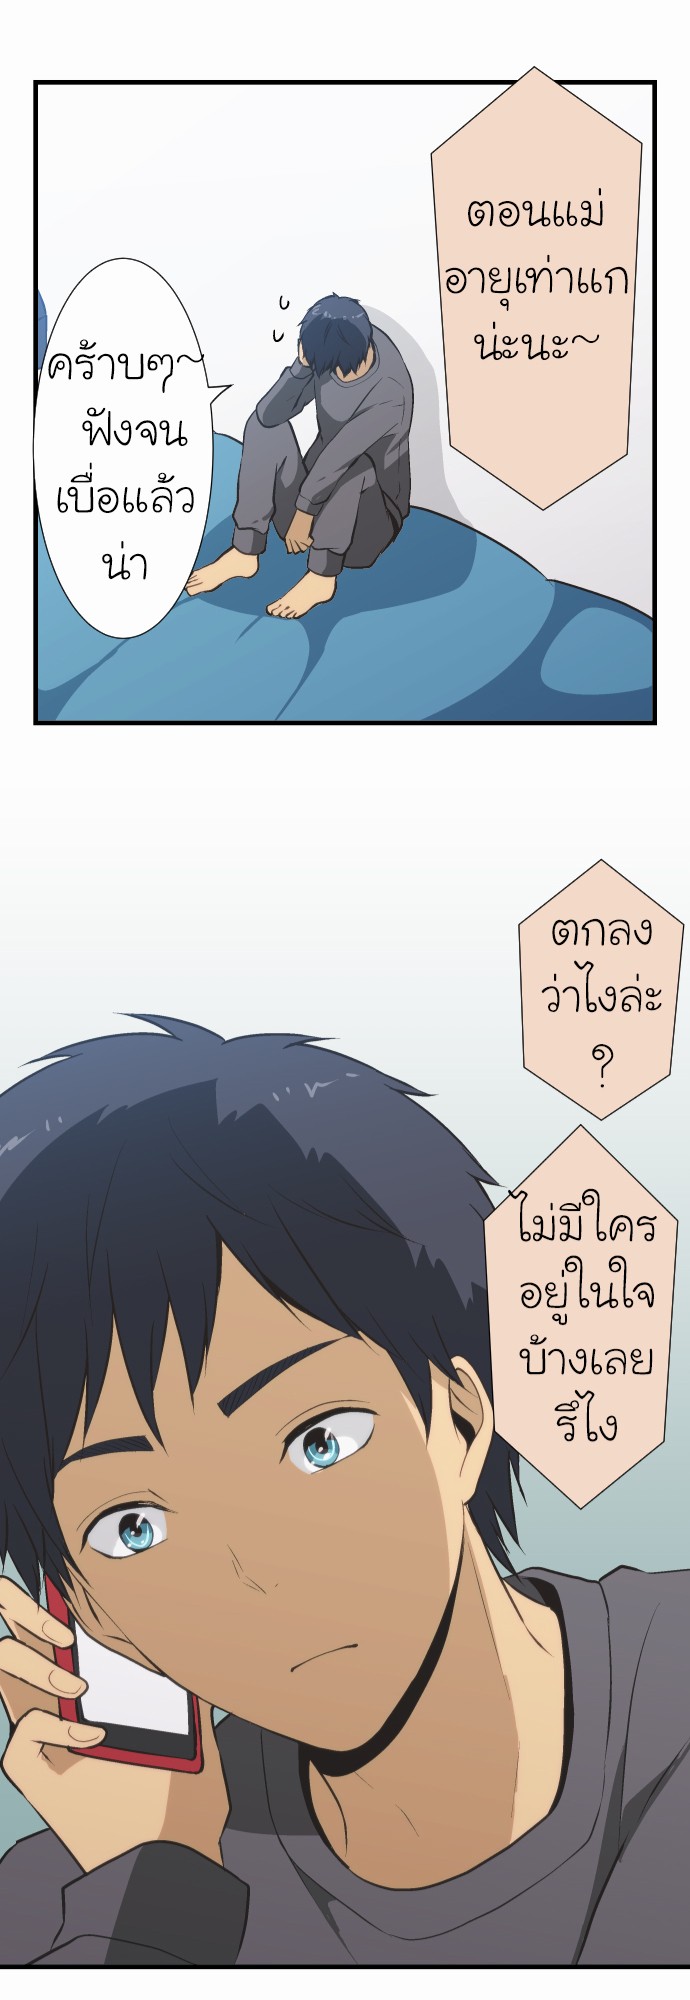 ตอนแม่
อายุเท่าแก
น่ะนะ~
คร้าบๆ~
ฟังจน
เบื่อแล้ว
น่า
ตกลง
ว่าไงล่ะ
?
ไม่มีใคร
อยู่ในใจ
บ้างเลย
รึไง